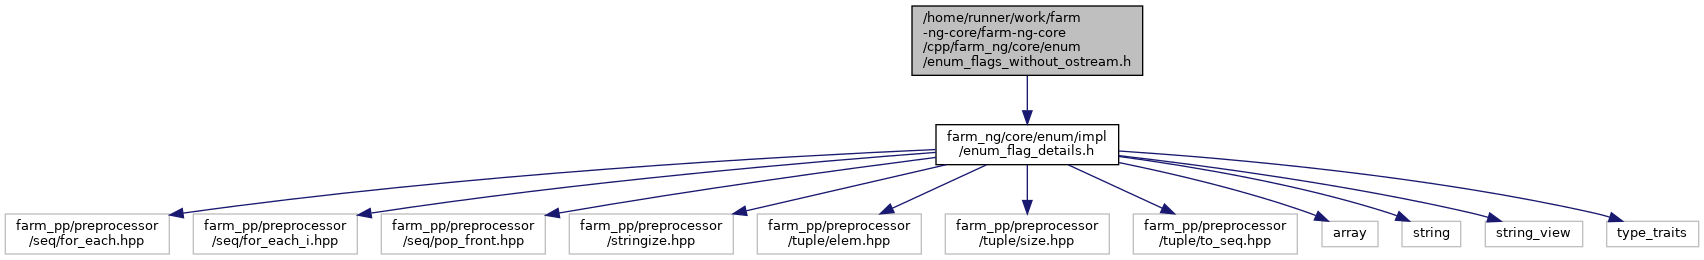 /home/runner/work/farm
-ng-core/farm-ng-core
/cpp/farm_ng/core/enum
/enum_flags_without_ostream.h
farm_ng/core/enum/impl
/enum_flag_details.h
farm_pp/preprocessor
/seq/for_each.hpp
farm_pp/preprocessor
/seq/for_each_i.hpp
farm_pp/preprocessor
/seq/pop_front.hpp
farm_pp/preprocessor
/stringize.hpp
farm_pp/preprocessor
/tuple/elem.hpp
farm_pp/preprocessor
/tuple/size.hpp
farm_pp/preprocessor
/tuple/to_seq.hpp
array
string
string_view
type_traits